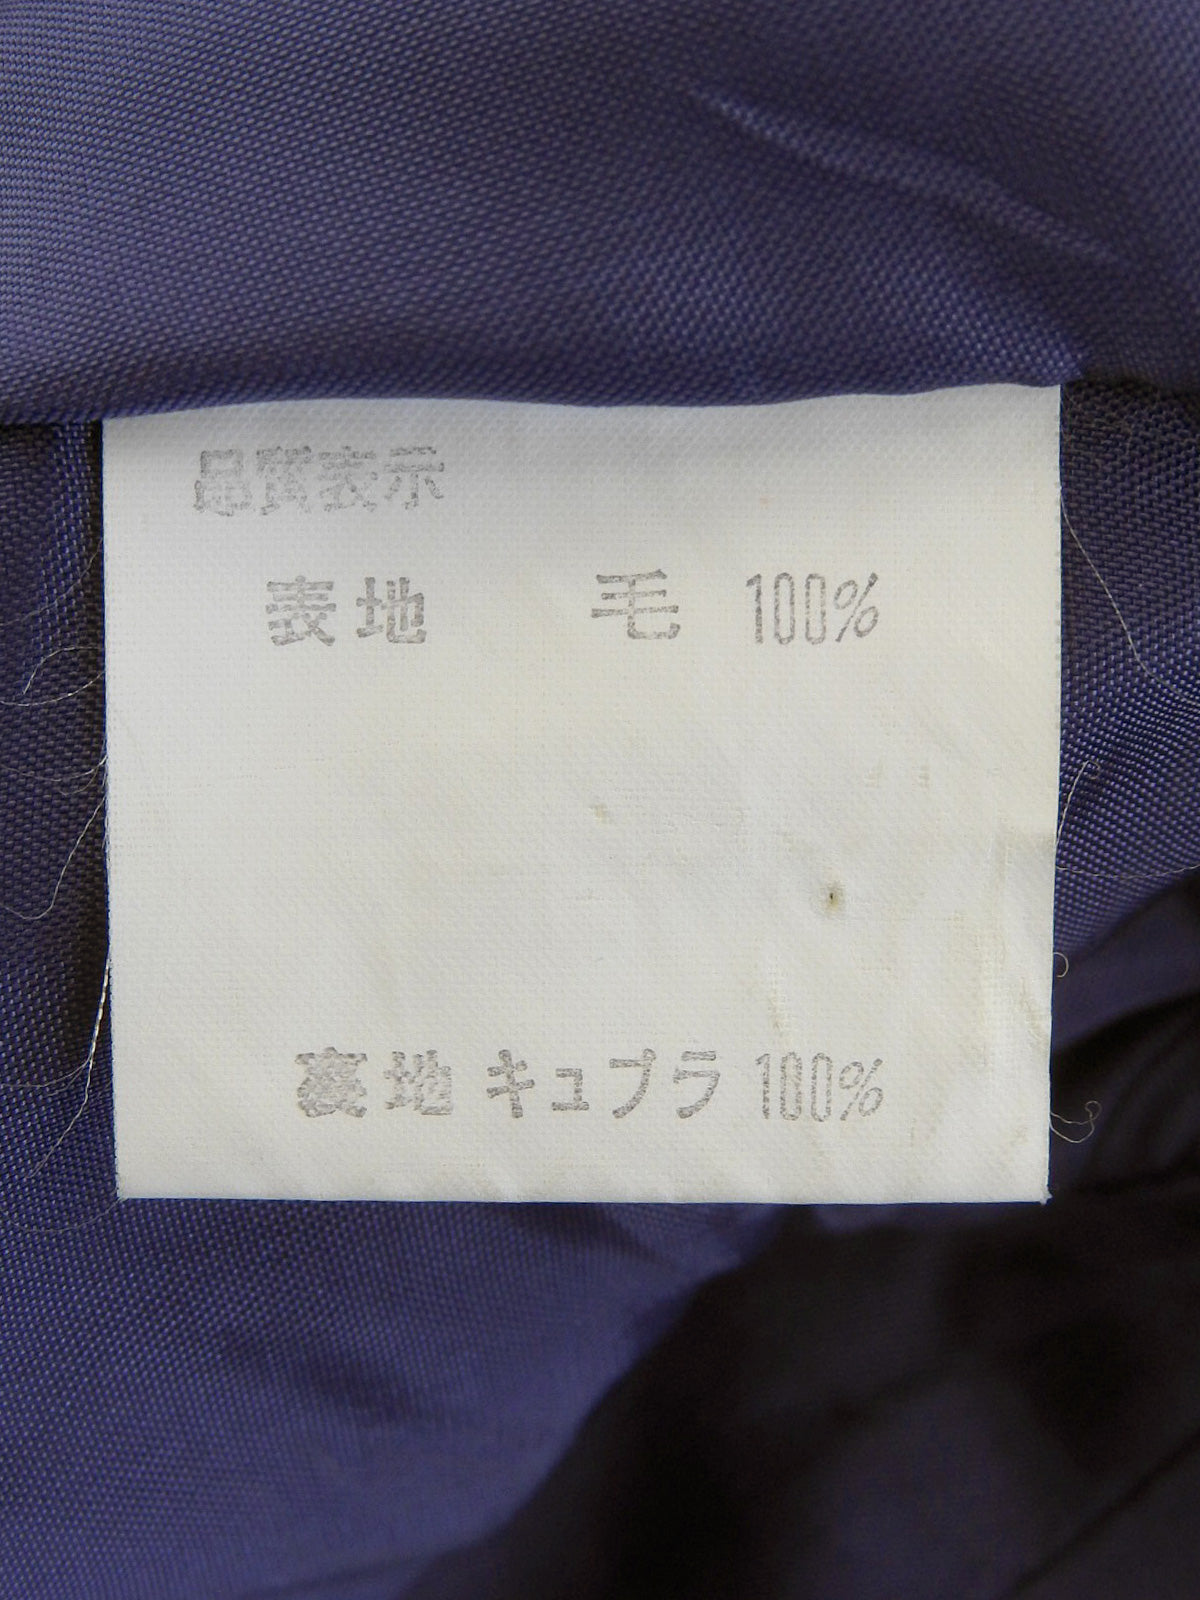 品質表示
表地 毛 100%
裏地 キュプラ 100%